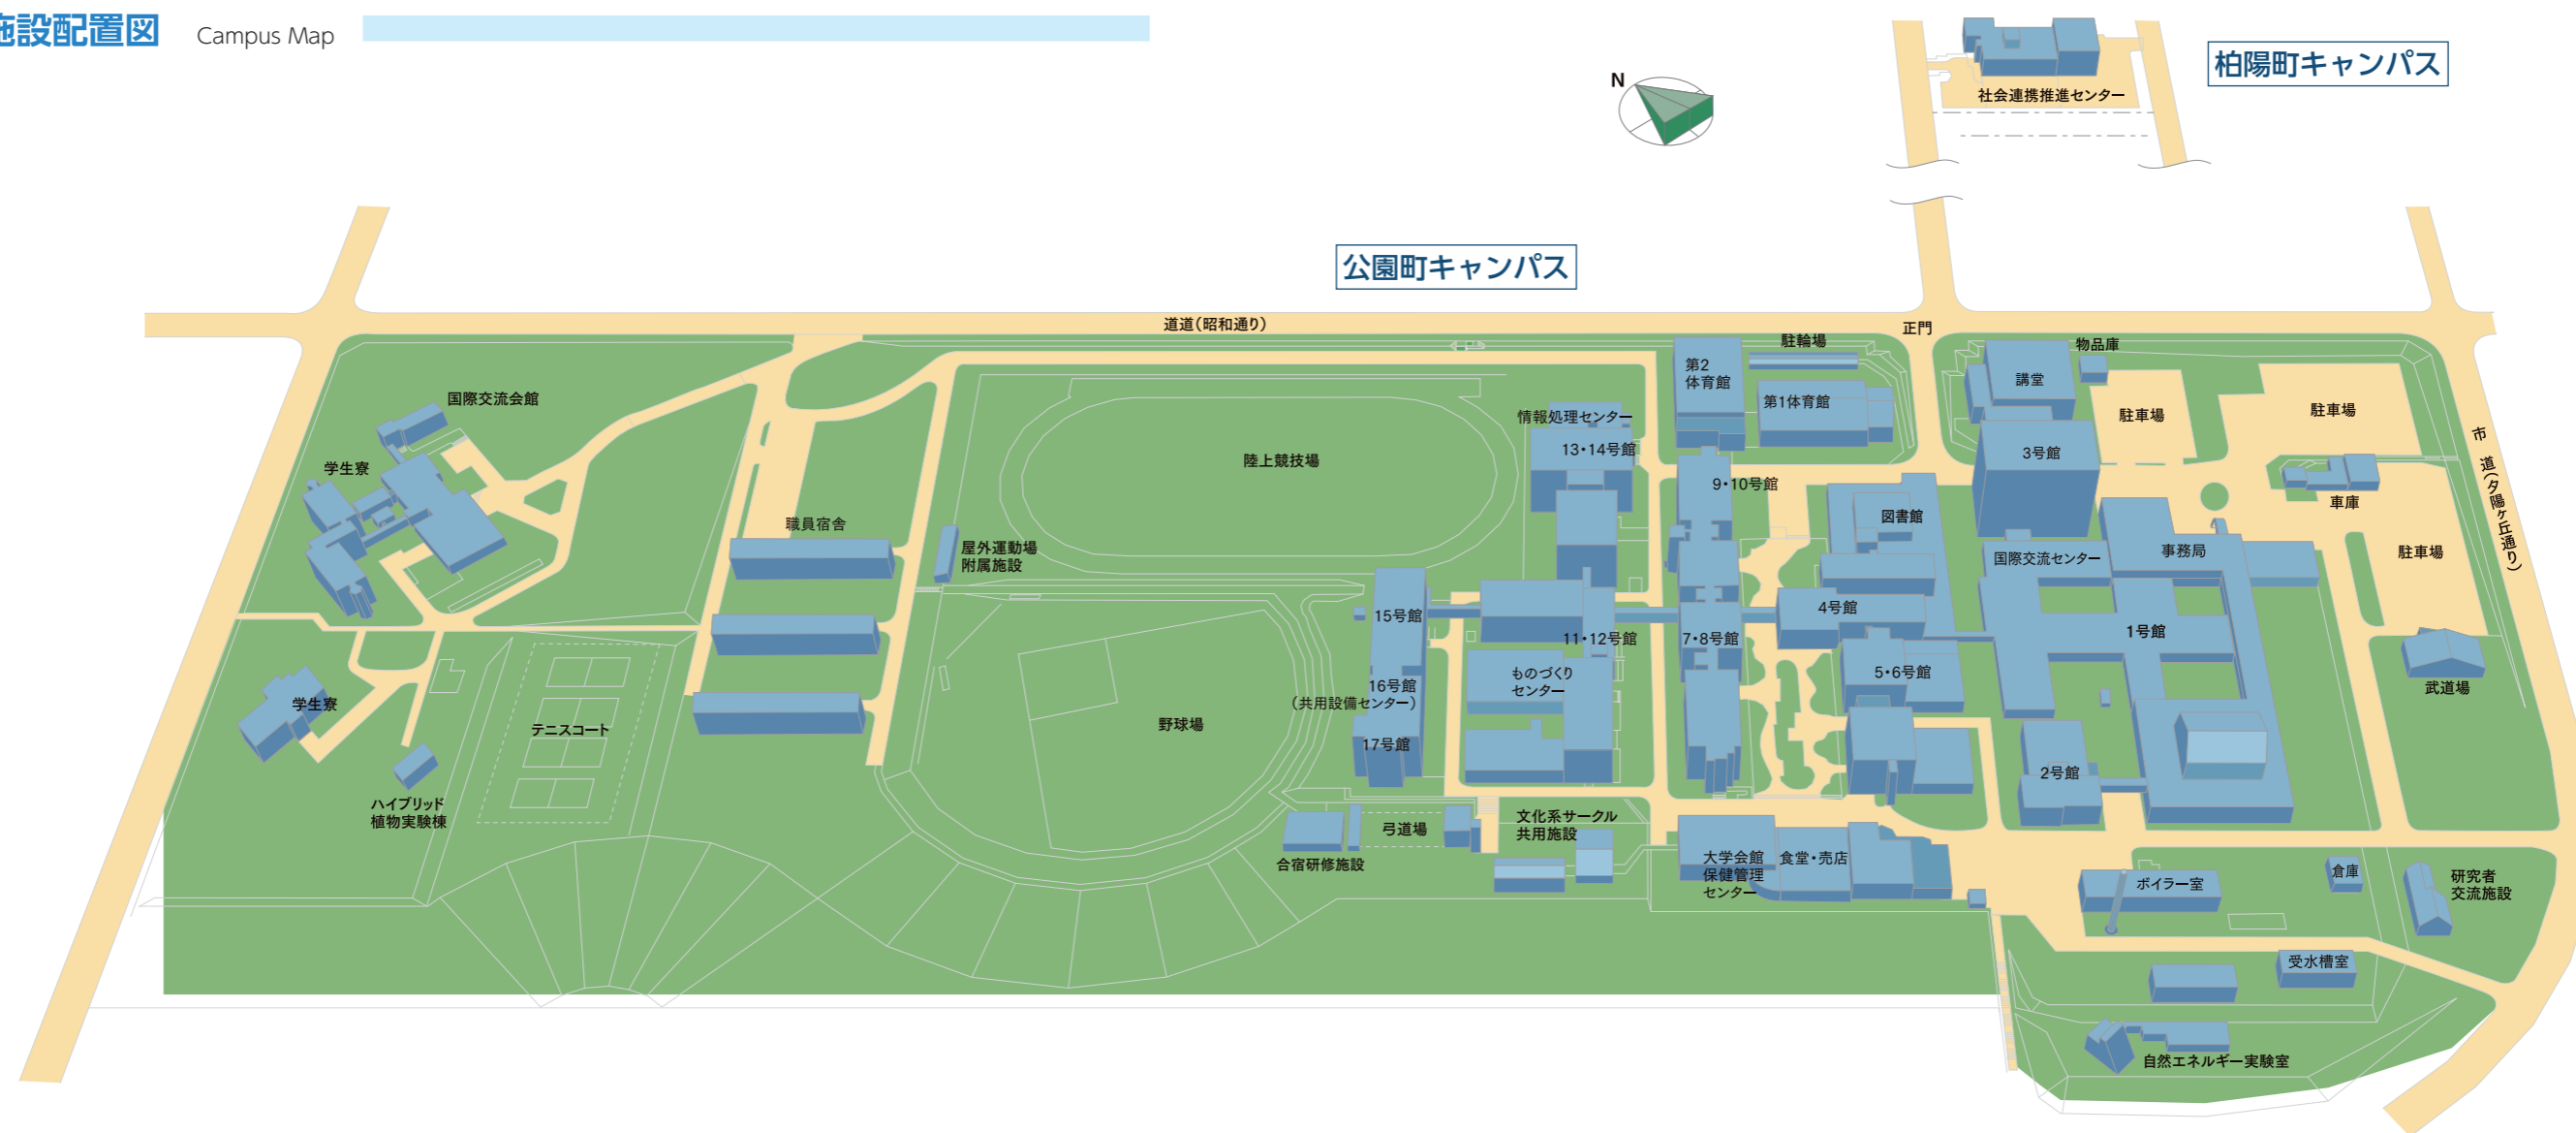 施設配置図
Campus Map
柏陽町キャンパス
N
社会連携推進センター
公園町キャンパス
道道(昭和通り)
正門
駐輪場
物品庫
第2
体育館
講堂
国際交流会館
第1体育館
駐車場
駐車場
情報処理センター
市道(夕陽ヶ丘通り)
13・14号館
3号館
陸上競技場
学生寮
9・10号館
車庫
図書館
職員宿舎
屋外運動場
附属施設
国際交流センター
事務局
駐車場
15号館
4号館
11・12号館
7・8号館
1号館
ものづくり
センター
5・6号館
16号館
(共用設備センター)
武道場
学生寮
テニスコート
野球場
17号館
2号館
ハイブリッド
植物実験棟
文化系サークル
共用施設
弓道場
合宿研修施設
大学会館
保健管理
センター
食堂・売店
倉庫
ボイラー室
研究者
交流施設
受水槽室
自然エネルギー実験室